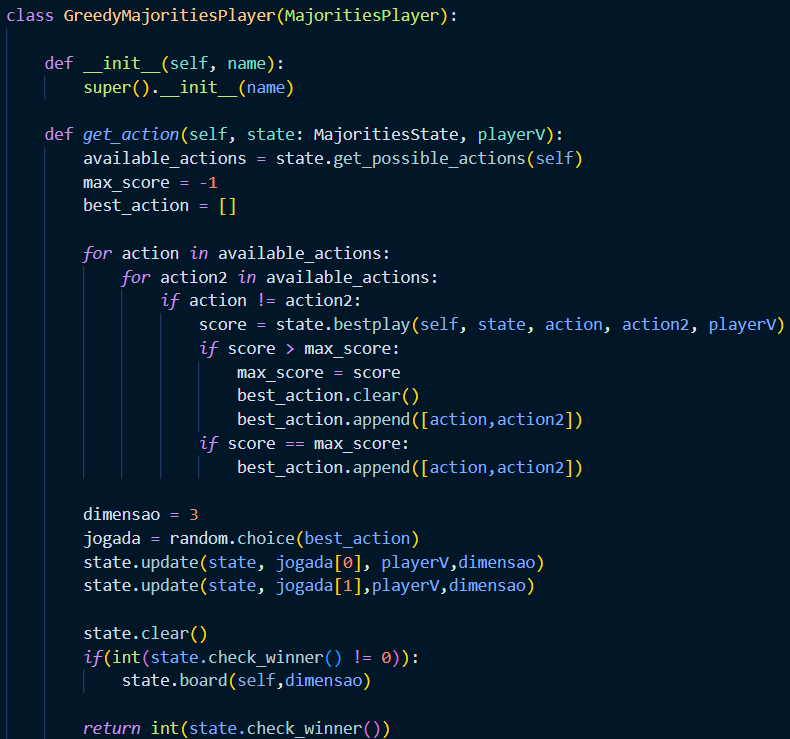 class GreedyMajoritiesPlayer(MajoritiesPlayer):
def __init__(self, name):
super().__init__(name)
def get_action(self, state: MajoritiesState, playerV):
available_actions = state.get_possible_actions(self)
max_score = -1
best_action = []
for action in available_actions:
for action2 in available_actions:
if action != action2:
score = state.bestplay(self, state, action, action2, playerV)
if score > max_score:
max_score = score
best_action.clear()
best_action.append([action,action2])
if score == max_score:
best_action.append([action,action2])
dimensao = 3
jogada = random.choice(best_action)
state.update(state, jogada[0], playerV,dimensao)
state.update(state, jogada[1],playerV,dimensao)
state.clear()
if(int(state.check_winner() != 0)):
state.board(self,dimensao)
return int(state.check_winner())